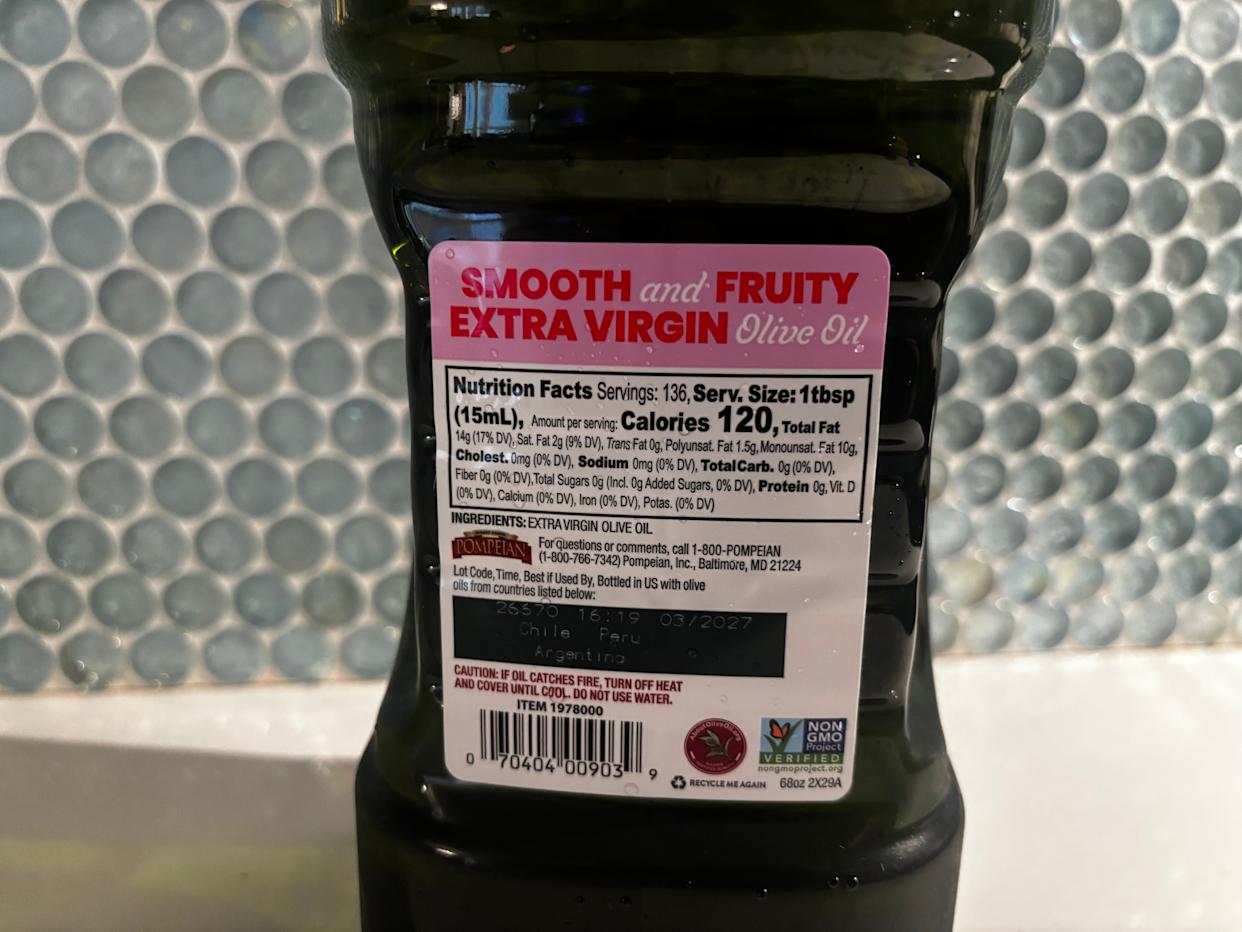 SMOOTH and FRUITY
EXTRA VIRGIN Olive Oil
Nutrition Facts Servings: 136, Serv. Size: 1tbsp
(15mL), Amount per serving: Calories 120, Total Fat
14g (17% DV), Sat. Fat 2g (9% DV), Trans Fat 0g, Polyunsat. Fat 1.5g, Monounsat. Fat 10g,
Cholest. 0mg (0% DV), Sodium 0mg (0% DV), Total Carb. 0g (0% DV),
Fiber 0g (0% DV), Total Sugars 0g (Incl. 0g Added Sugars, 0% DV), Protein 0g, Vit. D
(0% DV), Calcium (0% DV), Iron (0% DV), Potas. (0% DV)
INGREDIENTS: EXTRA VIRGIN OLIVE OIL
POMPEIAN
For questions or comments, call 1-800-POMPEIAN
(1-800-766-7342) Pompeian, Inc., Baltimore, MD 21224
Lot Code, Time, Best if Used By, Bottled in US with olive
oils from countries listed below:
26670 16:19 03/2027
Chile Peru
Argentina
CAUTION: IF OIL CATCHES FIRE, TURN OFF HEAT
AND COVER UNTIL COOL. DO NOT USE WATER.
ITEM 1978000
0 70404 00903 9
AboutOliveOil.org
NON
GMO
Project
VERIFIED
nongmoproject.org
RECYCLE ME AGAIN
68oz 2X29A